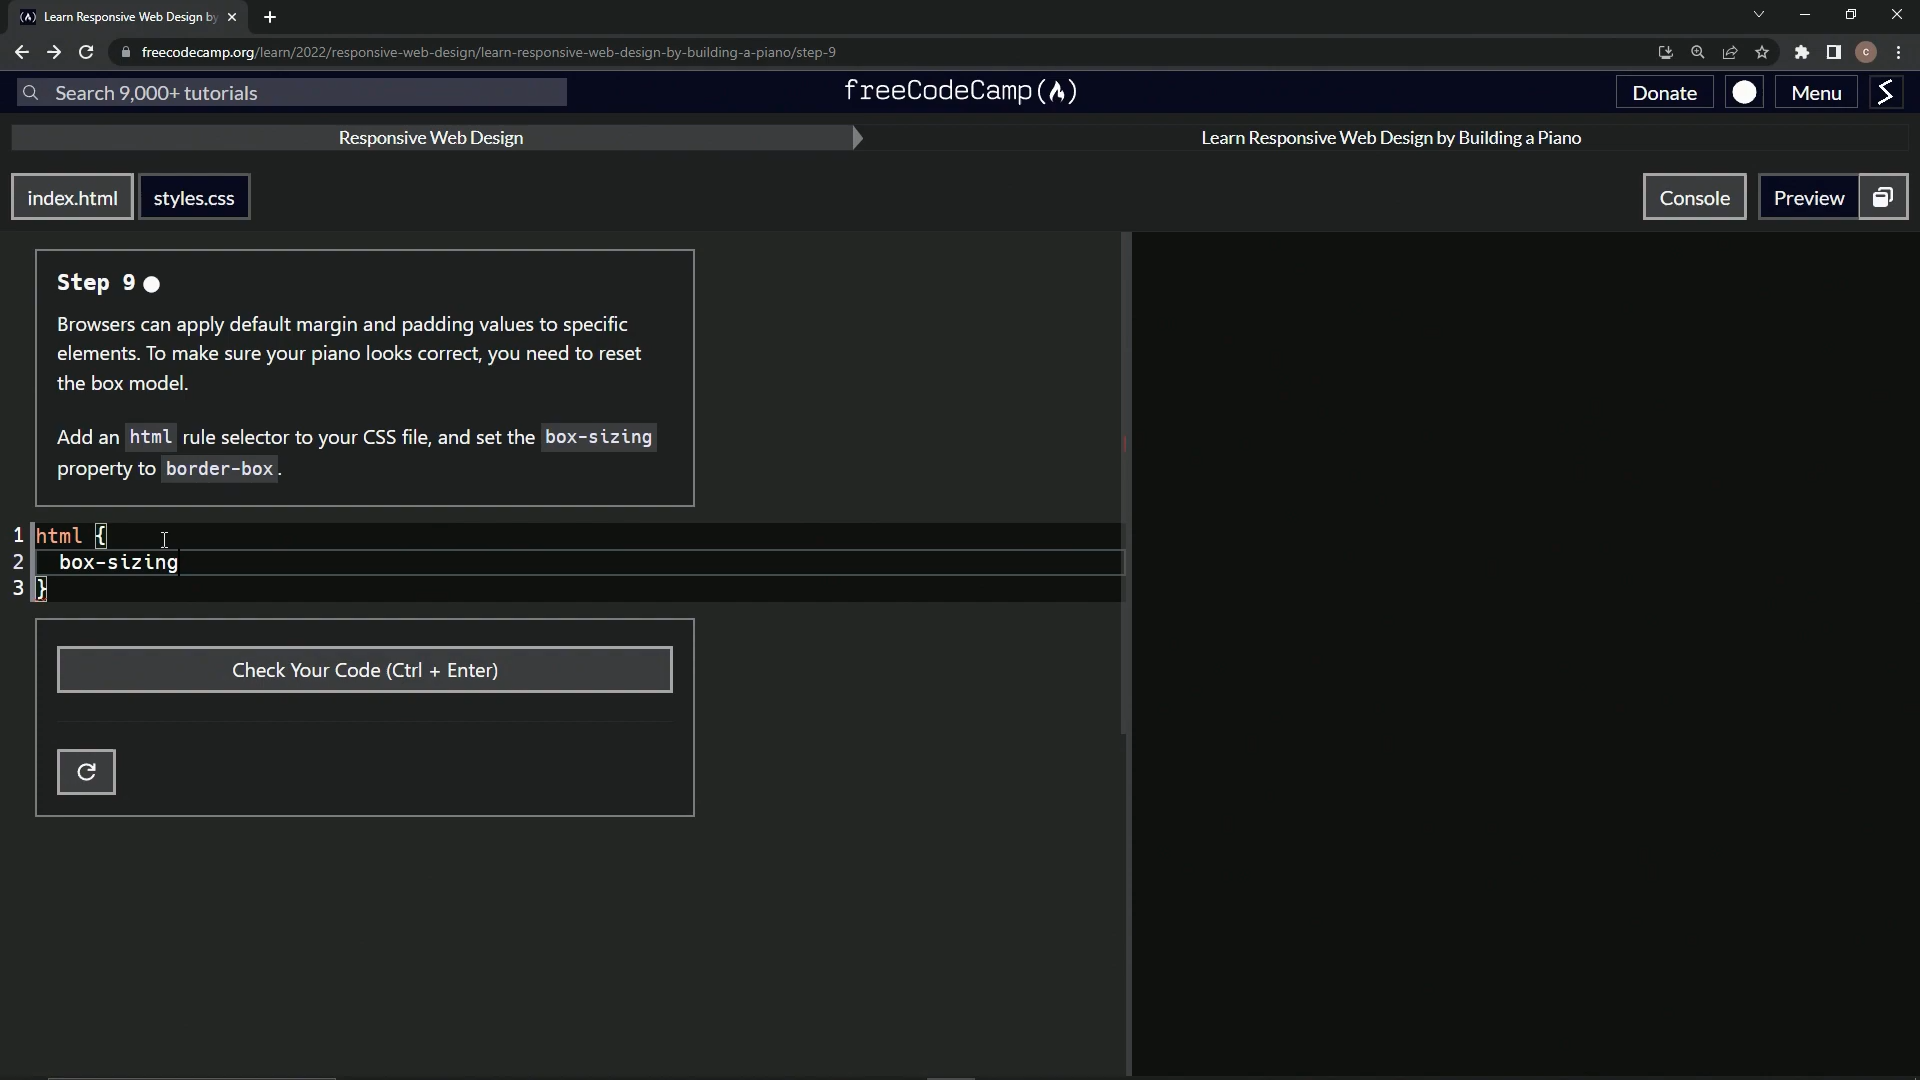 Learn Responsive Web Design by
freecodecamp.org/learn/2022/responsive-web-design/learn-responsive-web-design-by-building-a-piano/step-9
C
Search 9,000+ tutorials
freeCodeCamp
Donate
Menu
Responsive Web Design
Learn Responsive Web Design by Building a Piano
index.html
styles.css
Console
Preview
Step 9
Browsers can apply default margin and padding values to specific
elements. To make sure your piano looks correct, you need to reset
the box model.
Add an html rule selector to your CSS file, and set the box-sizing
property to border-box.
1 html {
2 box-sizing
3 }
Check Your Code (Ctrl + Enter)